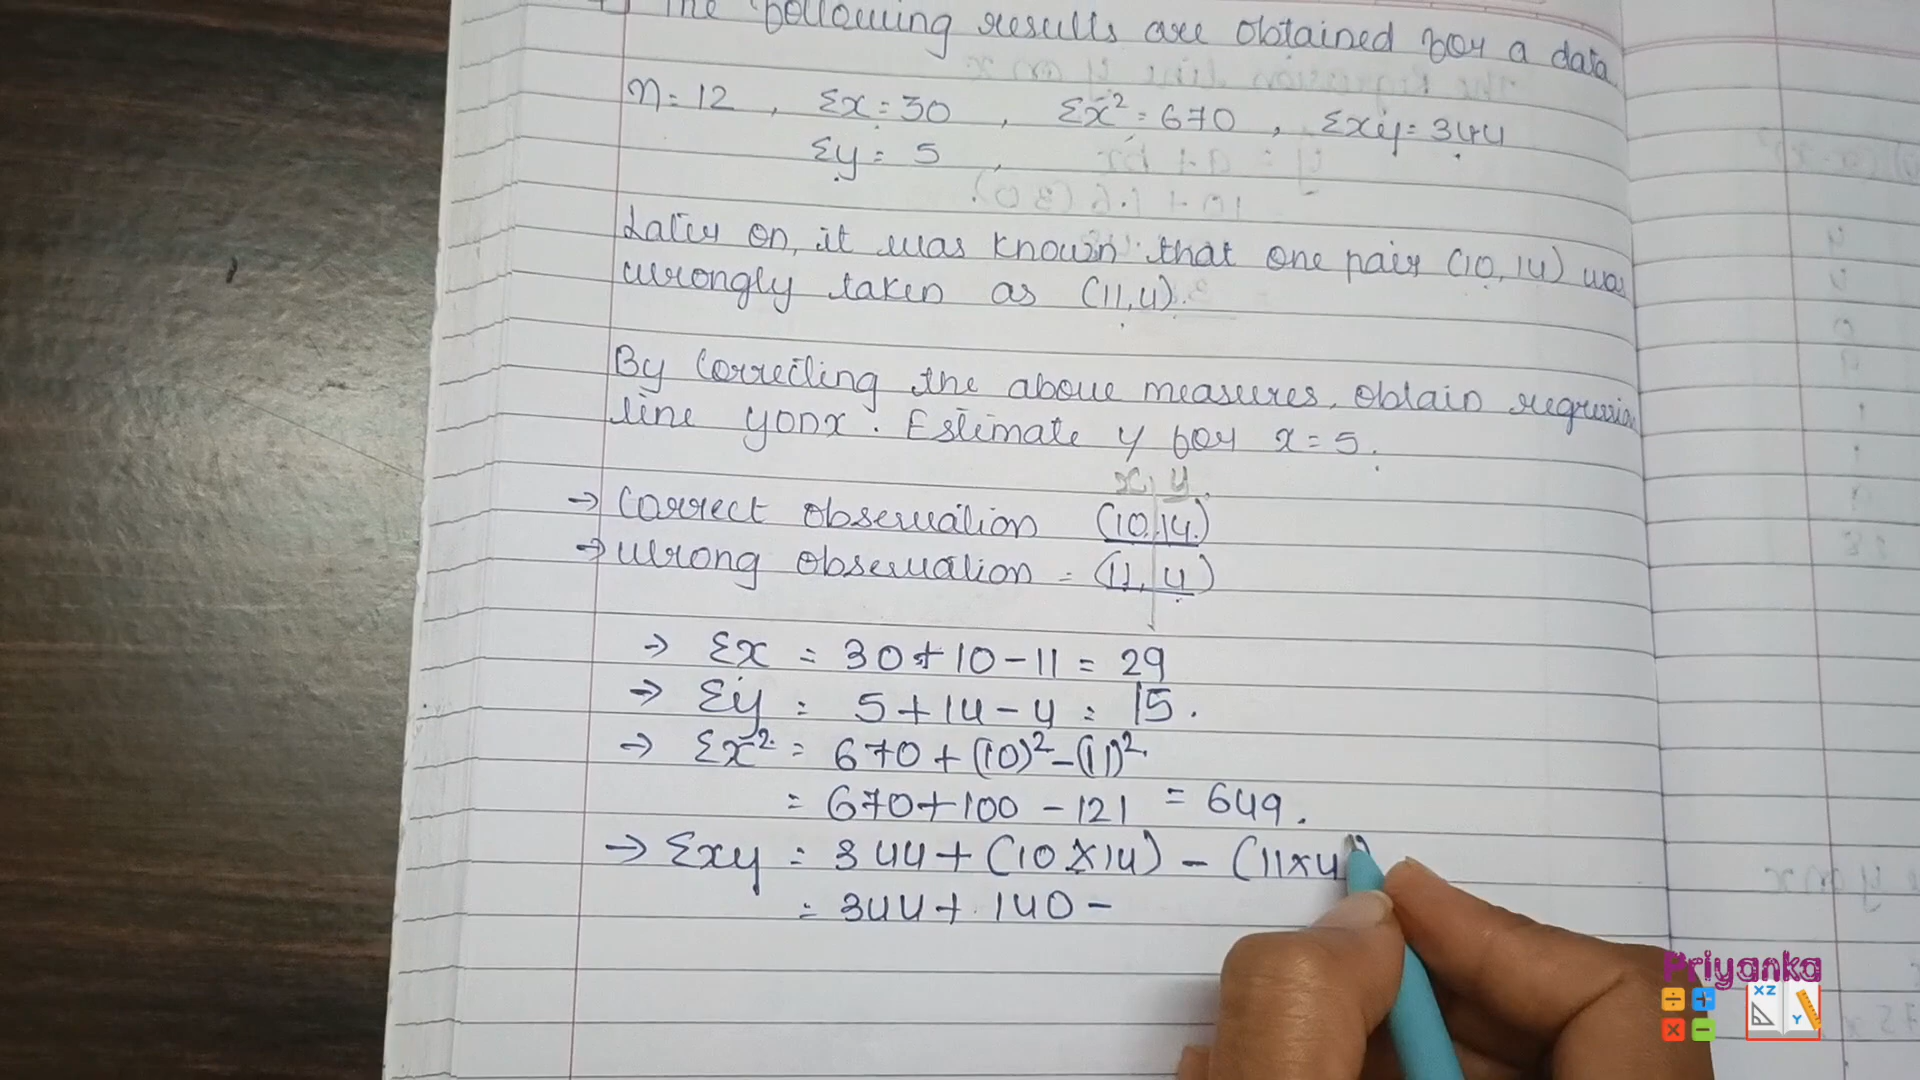 The following results are obtained for a data
n = 12 , Σx = 30 , Σx² = 670 , Σxy = 344
Σy = 5 ,
Later on, it was known that one pair (10, 14) was
wrongly taken as (11,4).
By Correcting the above measures, obtain regression
line y on x. Estimate y for x = 5.
x, y
→ Correct observation (10, 14)
→ wrong observation = (11, 4)
→ Σx = 30 + 10 - 11 = 29
→ Σy = 5 + 14 - 4 = 15.
→ Σx² = 670 + (10)² - (11)².
= 670 + 100 - 121 = 649.
→ Σxy = 344 + (10 × 14) - (11 × 4)
= 344 + 140 -
Priyanka
XZ
Y